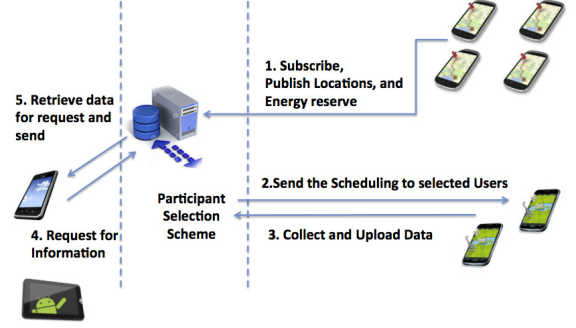 1. Subscribe,
Publish Locations, and
Energy reserve
5. Retrieve data
for request and
send
Participant
Selection
Scheme
2.Send the Scheduling to selected Users
3. Collect and Upload Data
4. Request for
Information